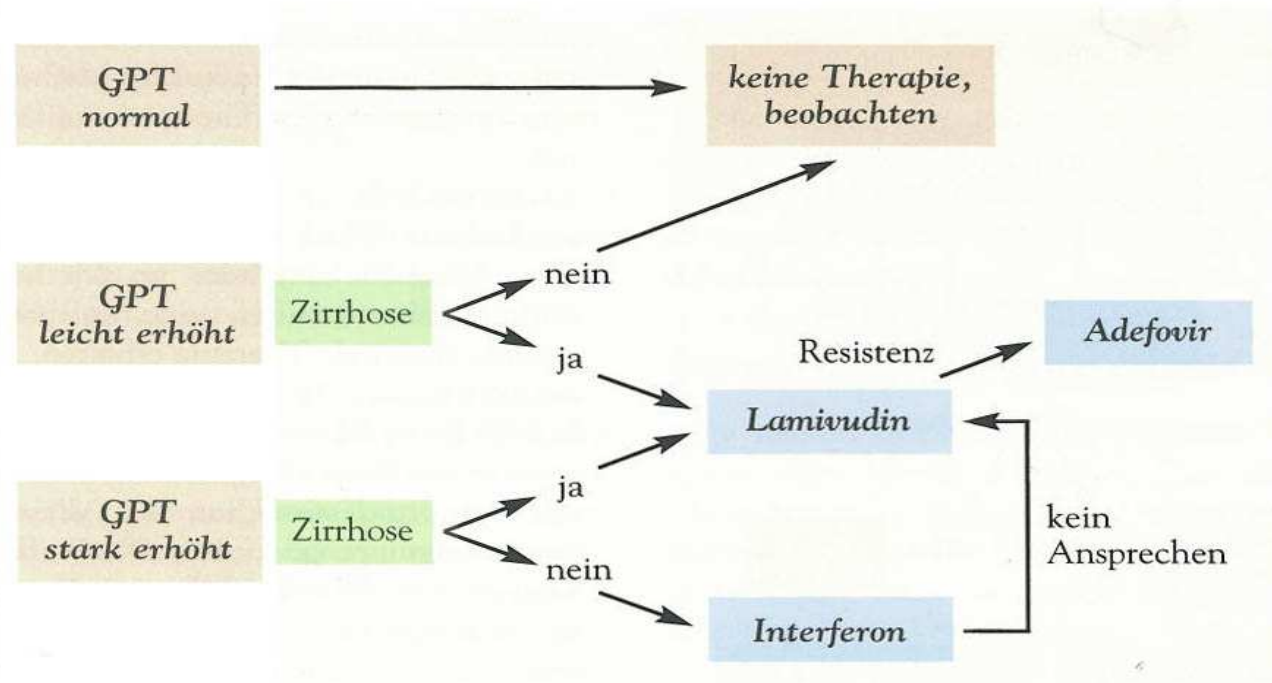 GPT
normal
keine Therapie,
beobachten
GPT
leicht erhöht
Zirrhose
nein
ja
Resistenz
Adefovir
Lamivudin
GPT
stark erhöht
Zirrhose
ja
nein
kein
Ansprechen
Interferon